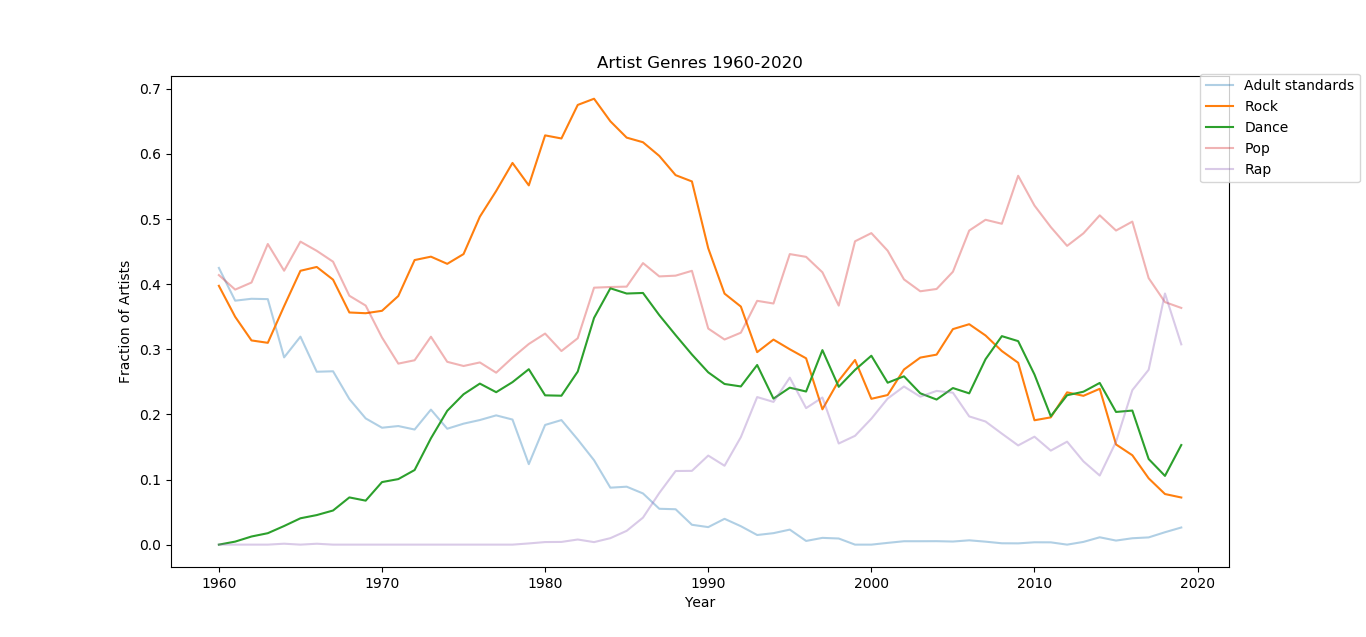 Artist Genres 1960-2020
Adult standards
Rock
Dance
Pop
Rap
Fraction of Artists
0.7
0.6
0.5
0.4
0.3
0.2
0.1
0.0
1960 1970 1980 1990 2000 2010 2020
Year